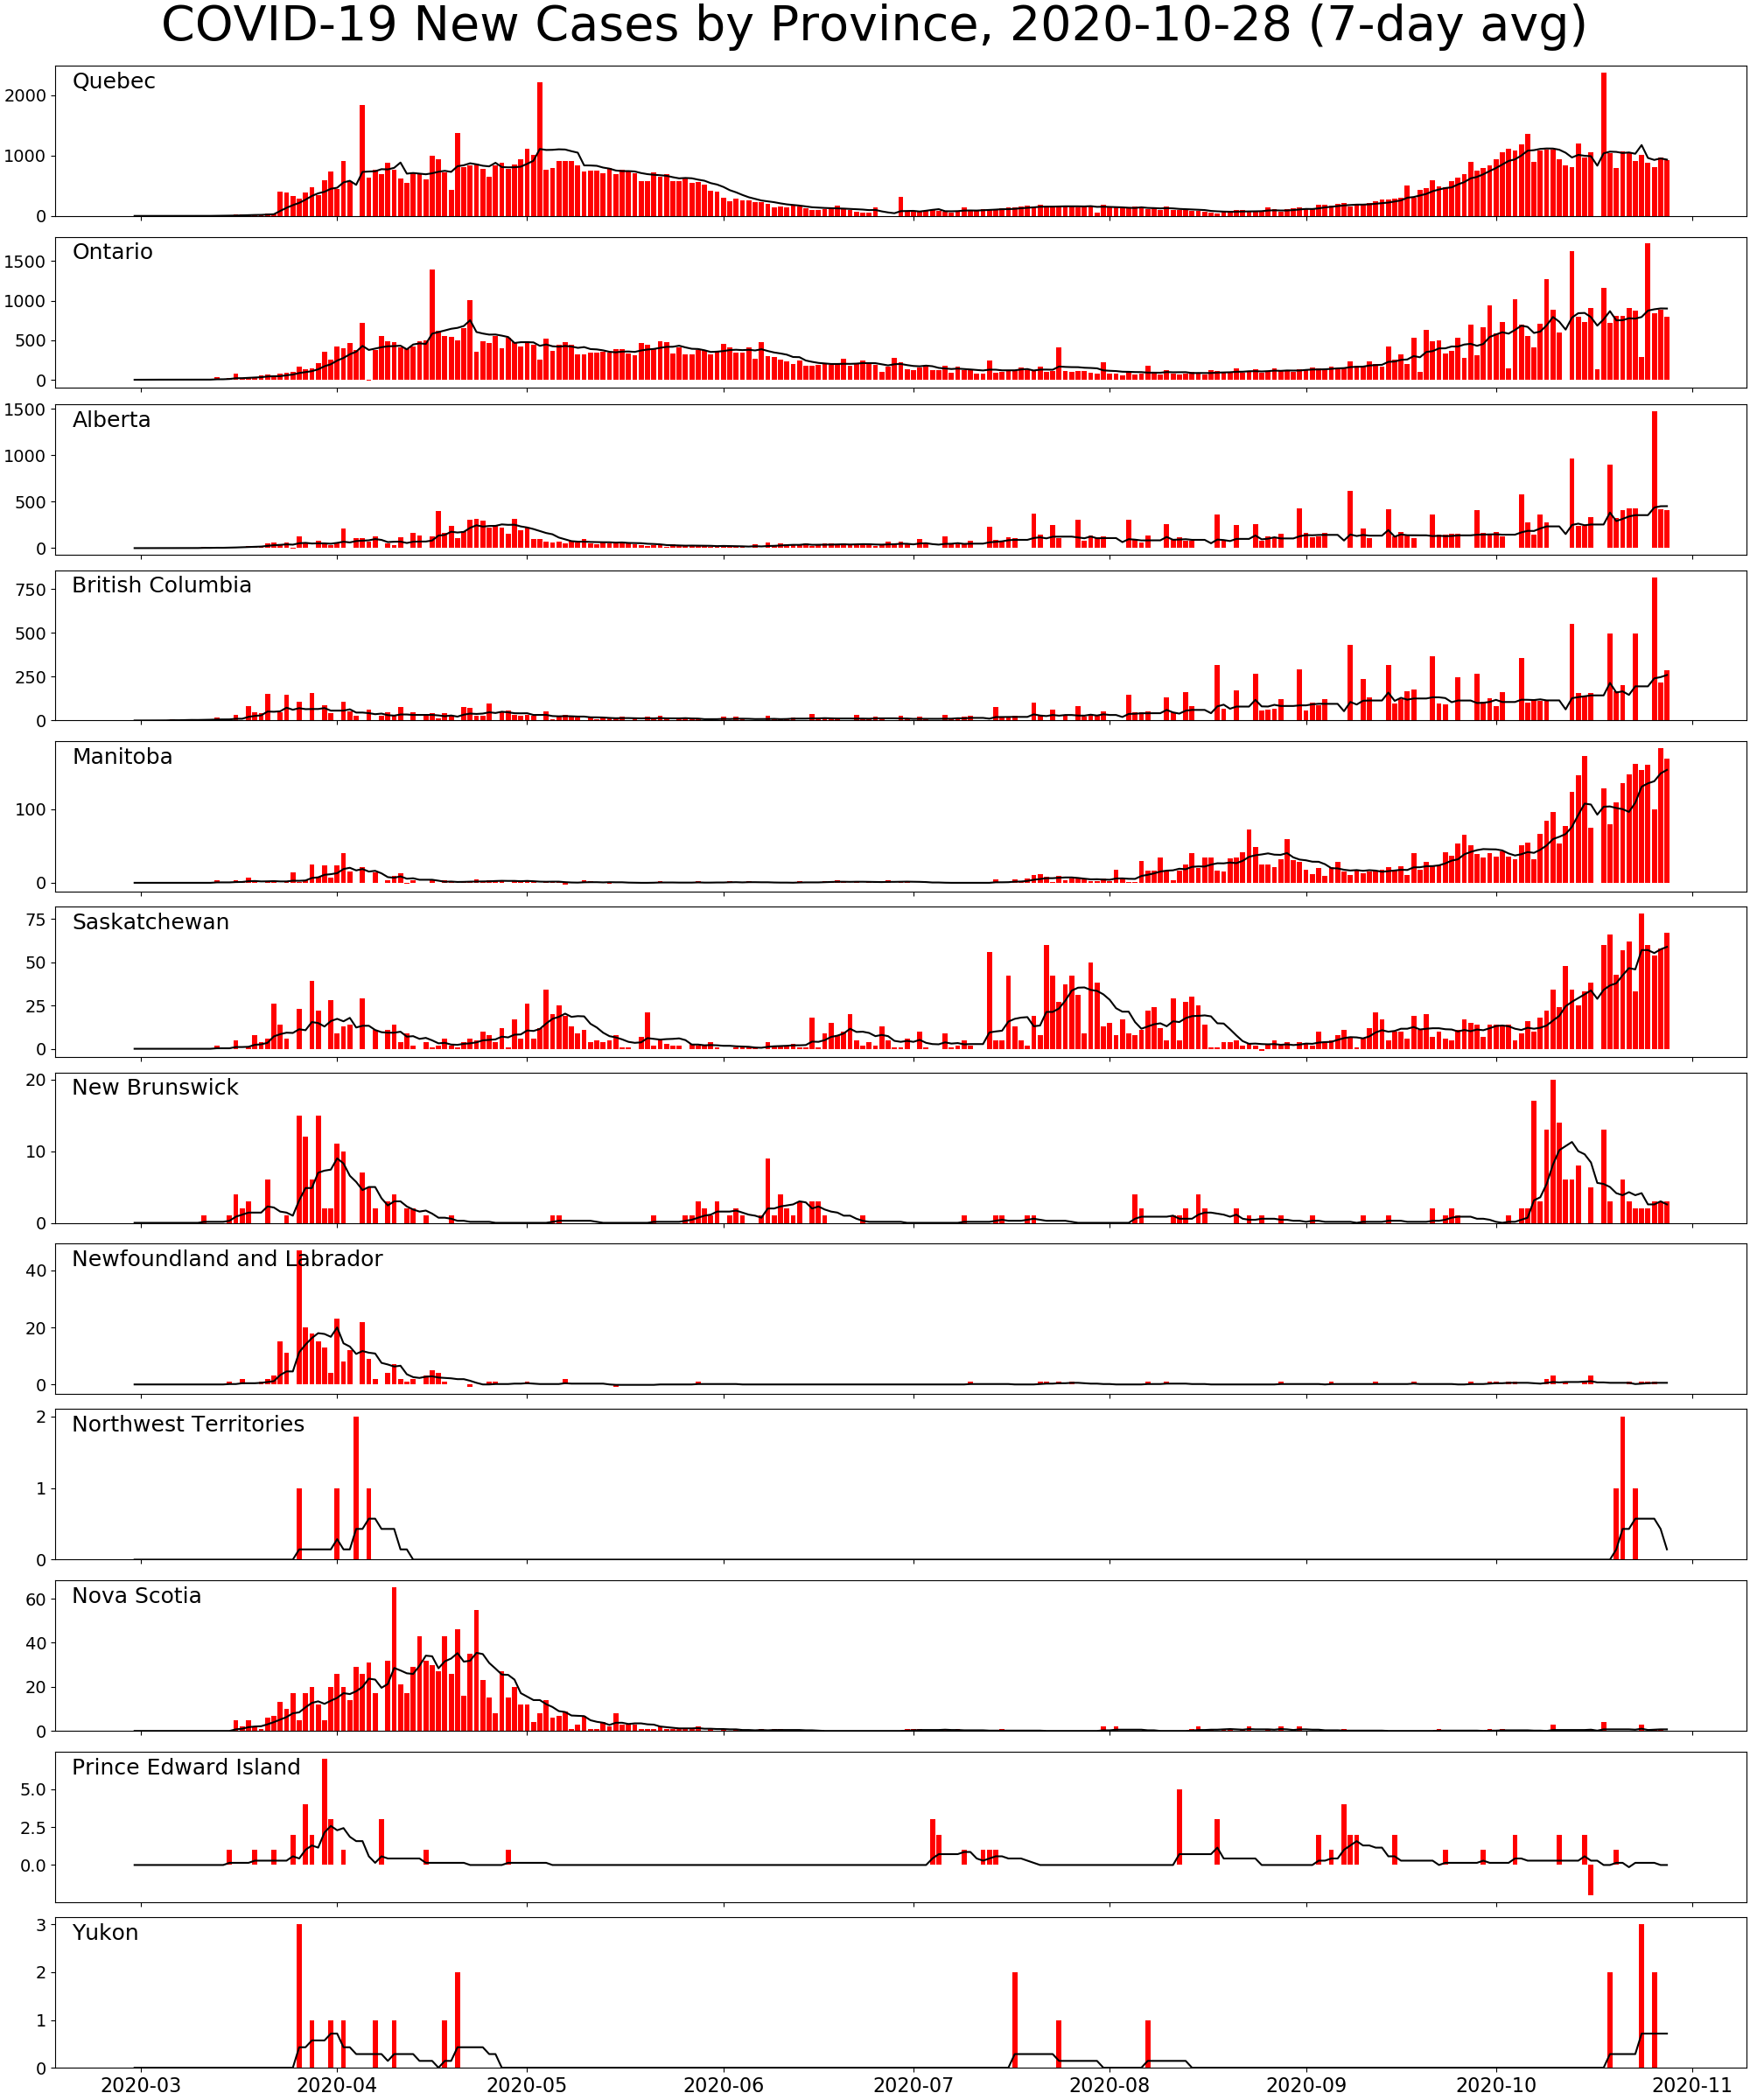 COVID-19 New Cases by Province, 2020-10-28 (7-day avg)
Quebec
2000
1000
0
Ontario
1500
1000
500
0
Alberta
1500
1000
500
0
British Columbia
750
500
250
0
Manitoba
100
0
Saskatchewan
75
50
25
0
New Brunswick
20
10
0
Newfoundland and Labrador
40
20
0
Northwest Territories
2
1
0
Nova Scotia
60
40
20
0
Prince Edward Island
5.0
2.5
0.0
Yukon
3
2
1
0
2020-03 2020-04 2020-05 2020-06 2020-07 2020-08 2020-09 2020-10 2020-11